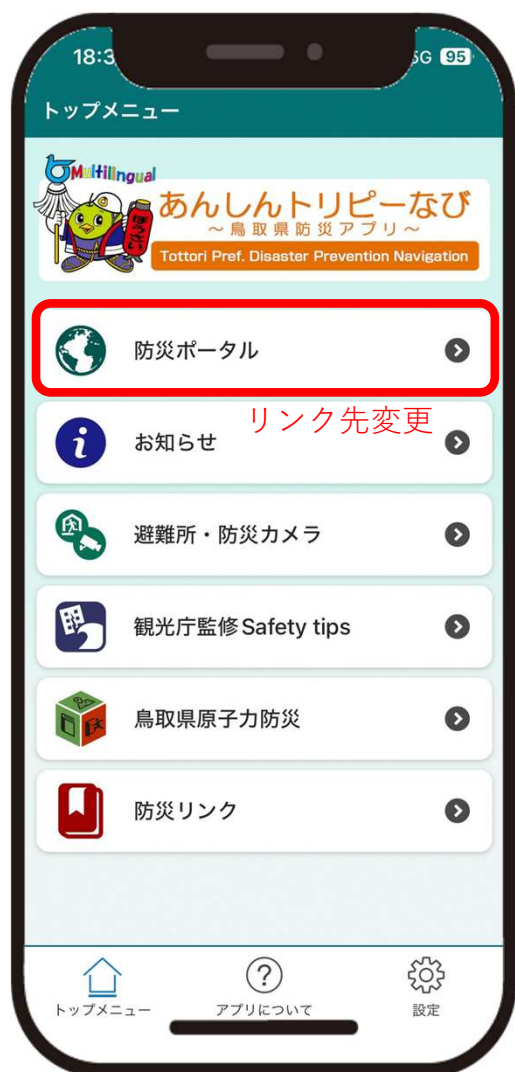 18:3
5G 95
トップメニュー
Multilingual
あんしんトリピーなび
～鳥取県防災アプリ～
Tottori Pref. Disaster Prevention Navigation
防災ポータル
リンク先変更
お知らせ
避難所・防災カメラ
観光庁監修Safety tips
鳥取県原子力防災
防災リンク
トップメニュー
アプリについて
設定